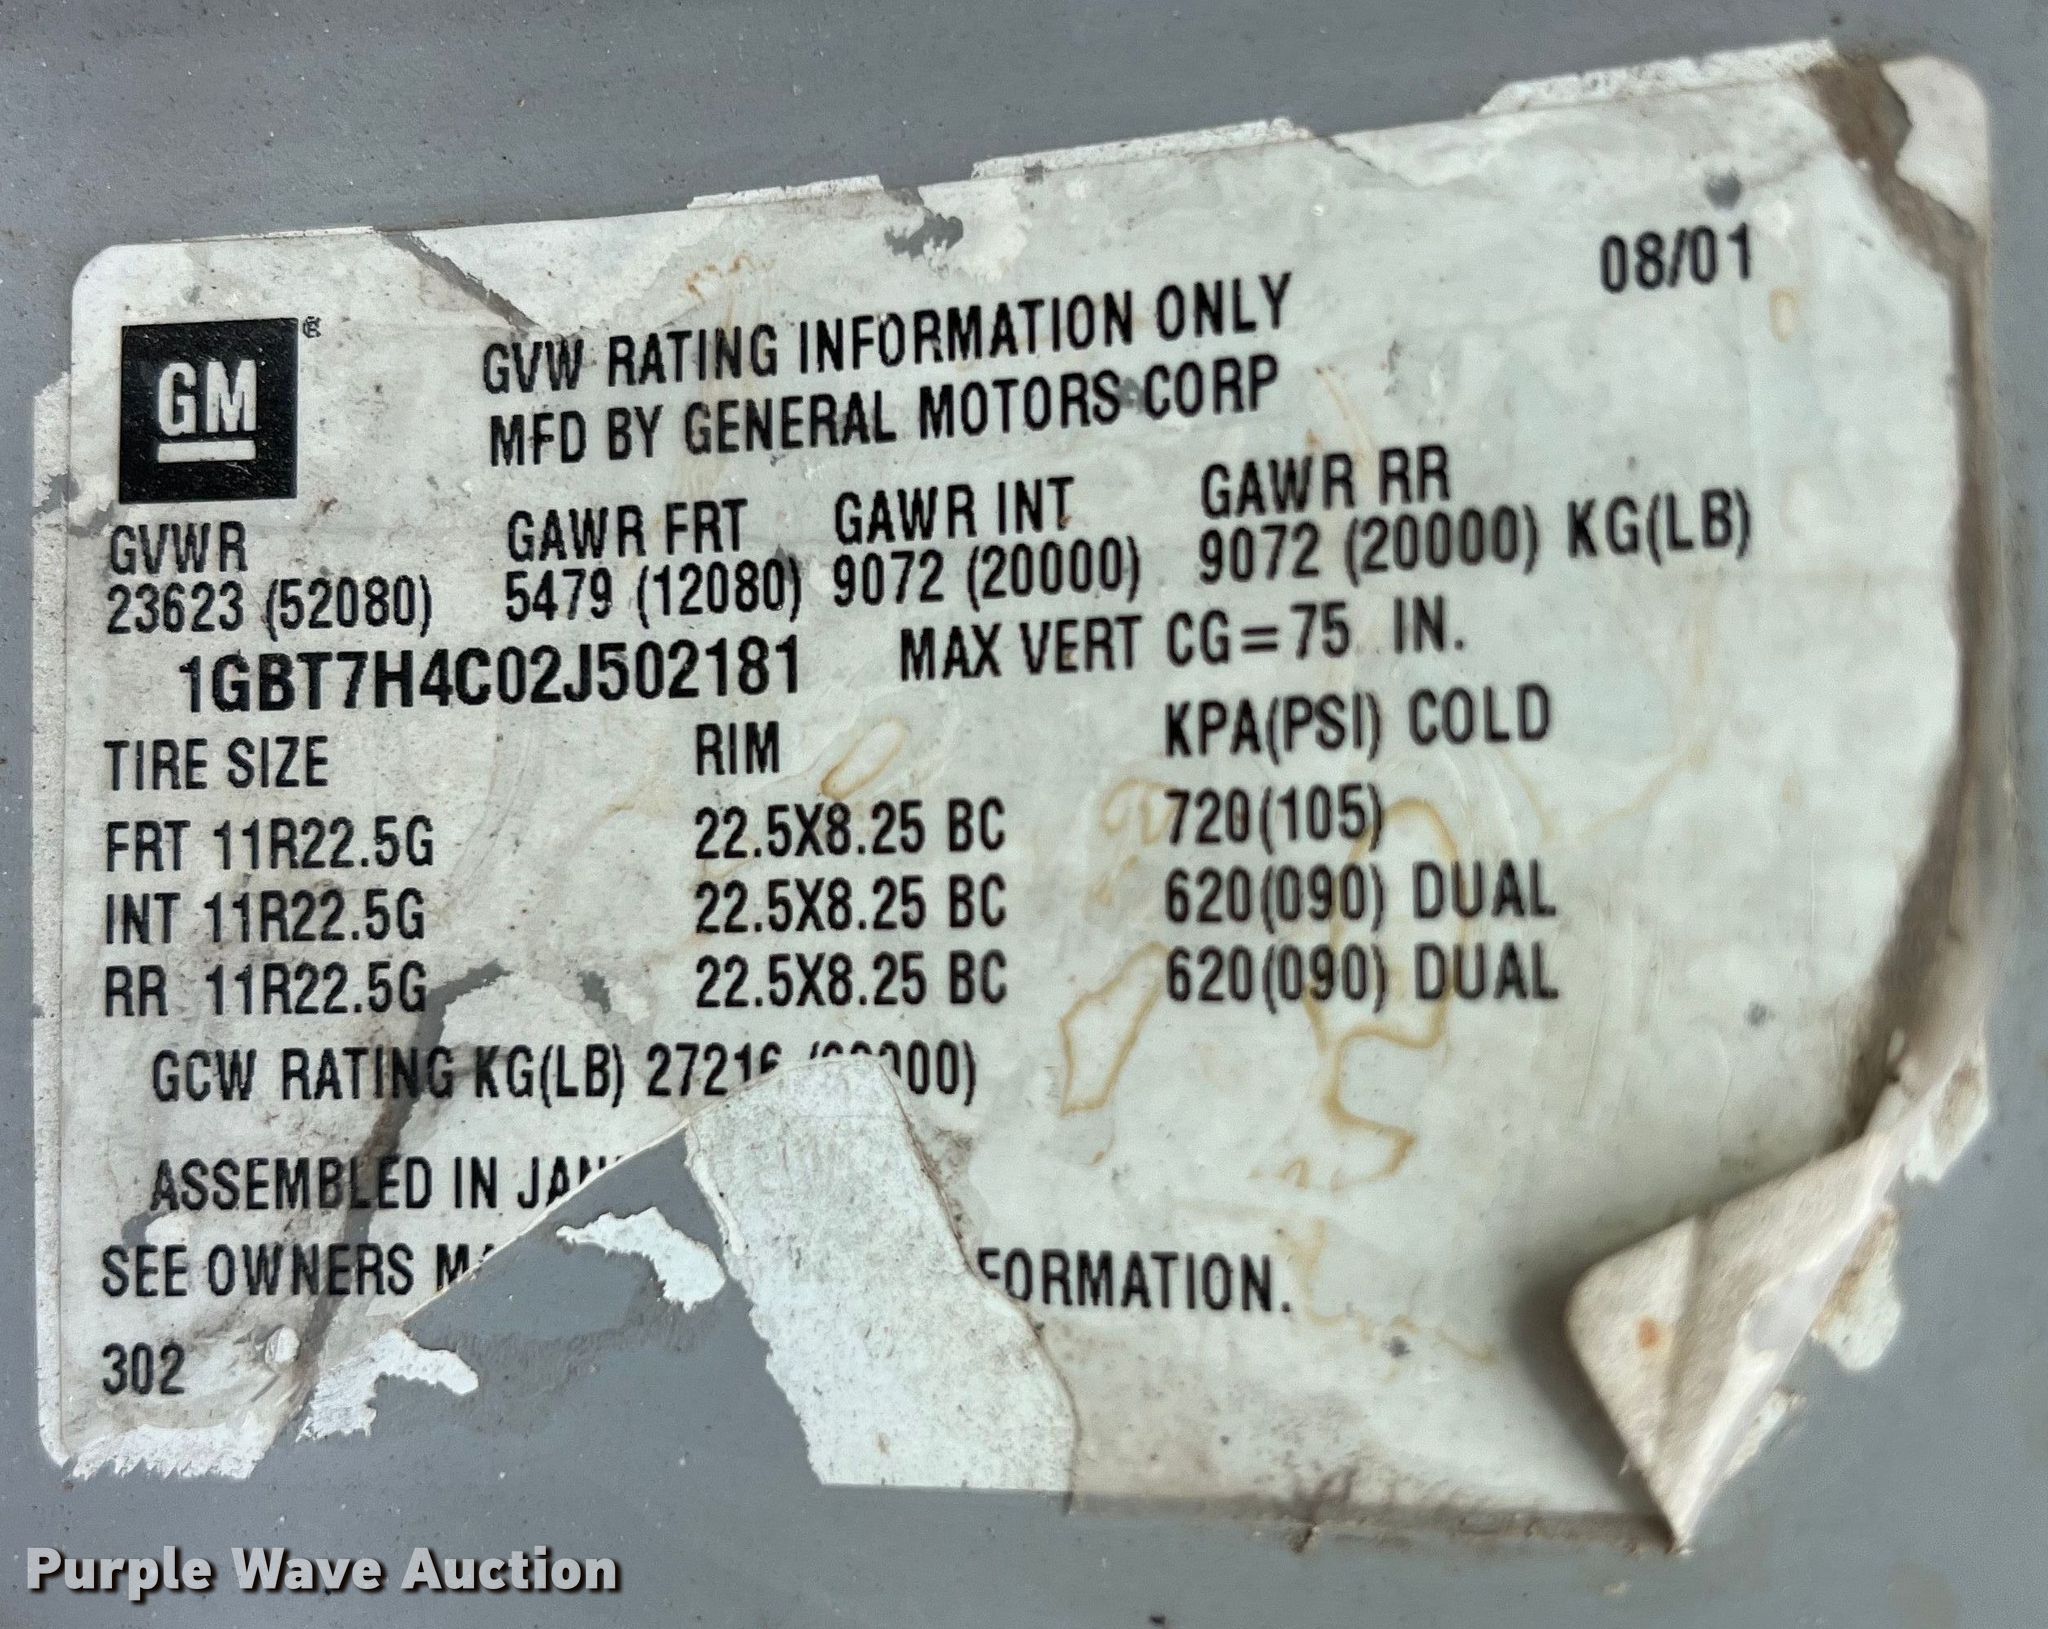 08/01
GM ®
GVW RATING INFORMATION ONLY
MFD BY GENERAL MOTORS CORP
GVWR GAWR FRT GAWR INT GAWR RR
23623 (52080) 5479 (12080) 9072 (20000) 9072 (20000) KG(LB)
1GBT7H4C02J502181 MAX VERT CG=75 IN.
TIRE SIZE RIM KPA(PSI) COLD
FRT 11R22.5G 22.5X8.25 BC 720(105)
INT 11R22.5G 22.5X8.25 BC 620(090) DUAL
RR 11R22.5G 22.5X8.25 BC 620(090) DUAL
GCW RATING KG(LB) 27216
ASSEMBLED IN
SEE OWNERS
302
Purple Wave Auction